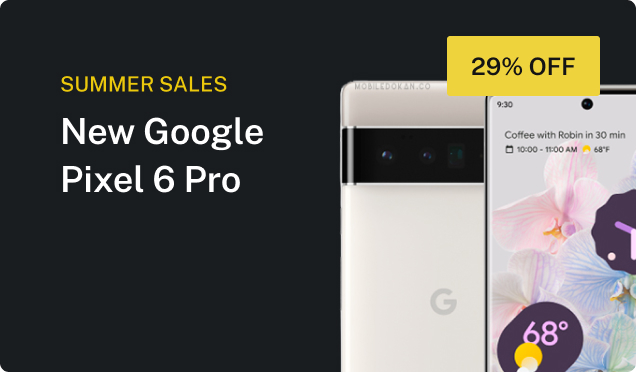 29% OFF
SUMMER SALES
New Google
Pixel 6 Pro
MOBILEDOKAN.CO
9:30
Coffee with Robin in 30 min
10:00 - 11:00 AM 68°F
G
68°